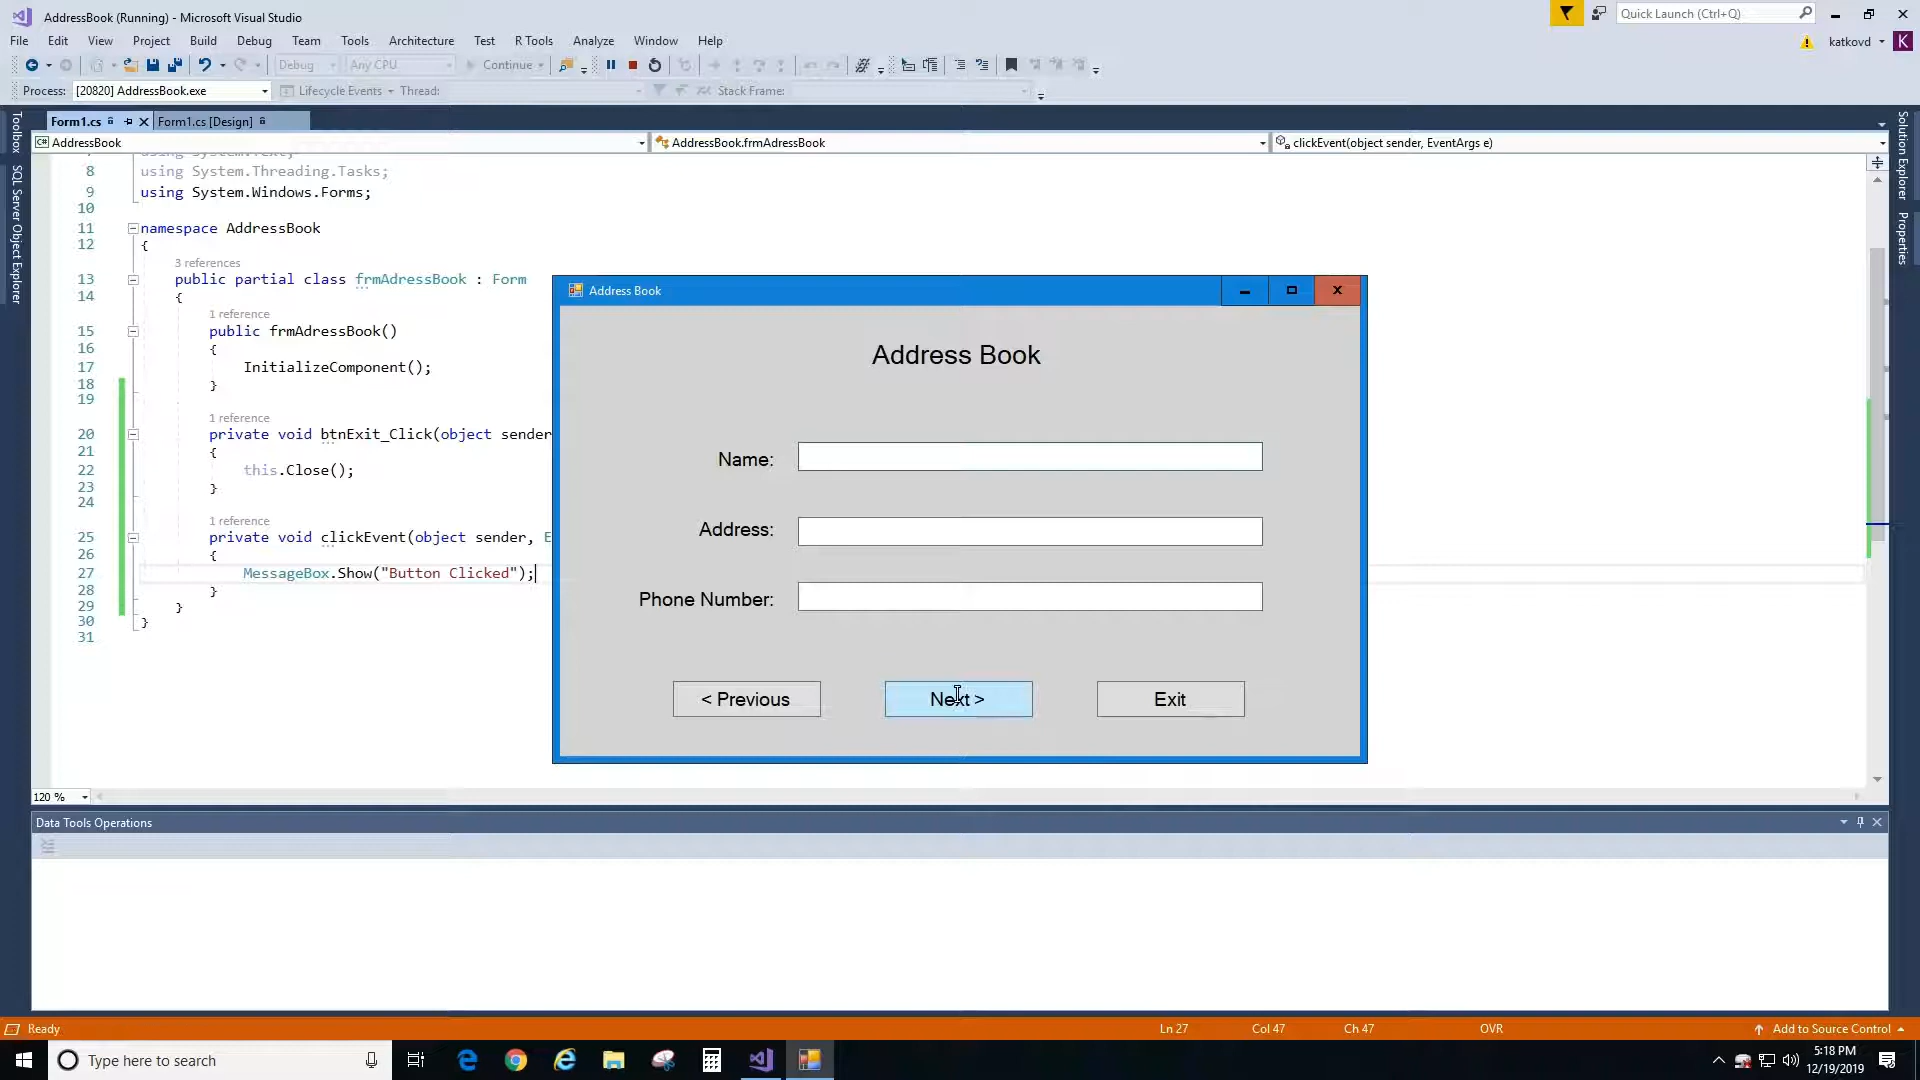 AddressBook (Running) - Microsoft Visual Studio
Quick Launch (Ctrl+Q)
File Edit View Project Build Debug Team Tools Architecture Test R Tools Analyze Window Help
katkovd K
Debug Any CPU Continue
Process: [20820] AddressBook.exe Lifecycle Events Thread: Stack Frame:
Form1.cs Form1.cs [Design]
AddressBook AddressBook.frmAdressBook clickEvent(object sender, EventArgs e)
Toolbox
SQL Server Object Explorer
Solution Explorer
Properties
8 using System.Threading.Tasks;
9 using System.Windows.Forms;
10
11 namespace AddressBook
12 {
3 references
13 public partial class frmAdressBook : Form
14 {
1 reference
15 public frmAdressBook()
16 {
17 InitializeComponent();
18 }
19
1 reference
20 private void btnExit_Click(object sender
21 {
22 this.Close();
23 }
24
1 reference
25 private void clickEvent(object sender, E
26 {
27 MessageBox.Show("Button Clicked");
28 }
29 }
30 }
31
Address Book
Address Book
Name:
Address:
Phone Number:
< Previous Next > Exit
120 %
Data Tools Operations
Ready Ln 27 Col 47 Ch 47 OVR Add to Source Control
Type here to search
5:18 PM
12/19/2019